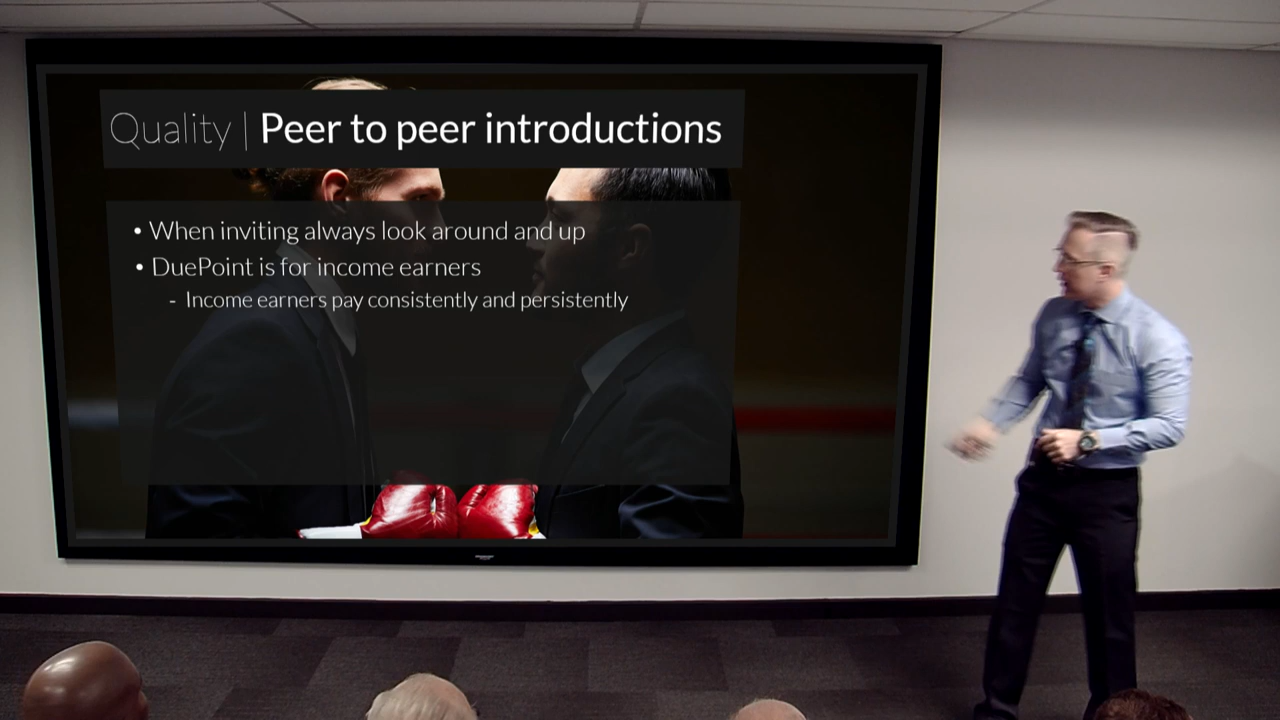 Quality | Peer to peer introductions
• When inviting always look around and up
• DuePoint is for income earners
- Income earners pay consistently and persistently